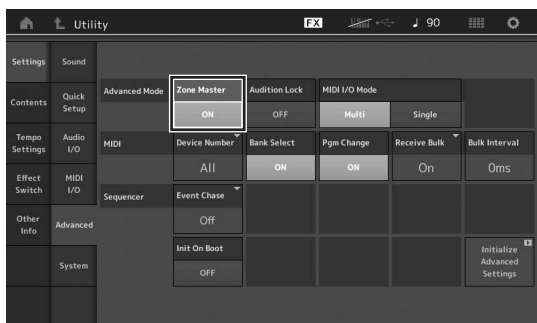 Utility
FX
90
Settings
Sound
Contents
Quick
Setup
Tempo
Settings
Audio
I/O
Effect
Switch
MIDI
I/O
Other
Info
Advanced
System
Advanced Mode
Zone Master
ON
Audition Lock
OFF
MIDI I/O Mode
Multi
Single
MIDI
Device Number
All
Bank Select
ON
Pgm Change
ON
Receive Bulk
On
Bulk Interval
0ms
Sequencer
Event Chase
Off
Init On Boot
OFF
Initialize
Advanced
Settings